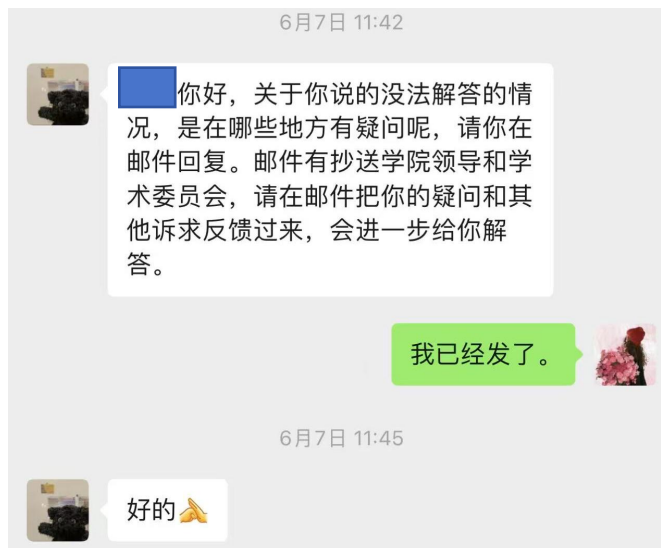 6月7日 11:42
你好，关于你说的没法解答的情
况，是在哪些地方有疑问呢，请你在
邮件回复。邮件有抄送学院领导和学
术委员会，请在邮件把你的疑问和其
他诉求反馈过来，会进一步给你解
答。
我已经发了。
6月7日 11:45
好的